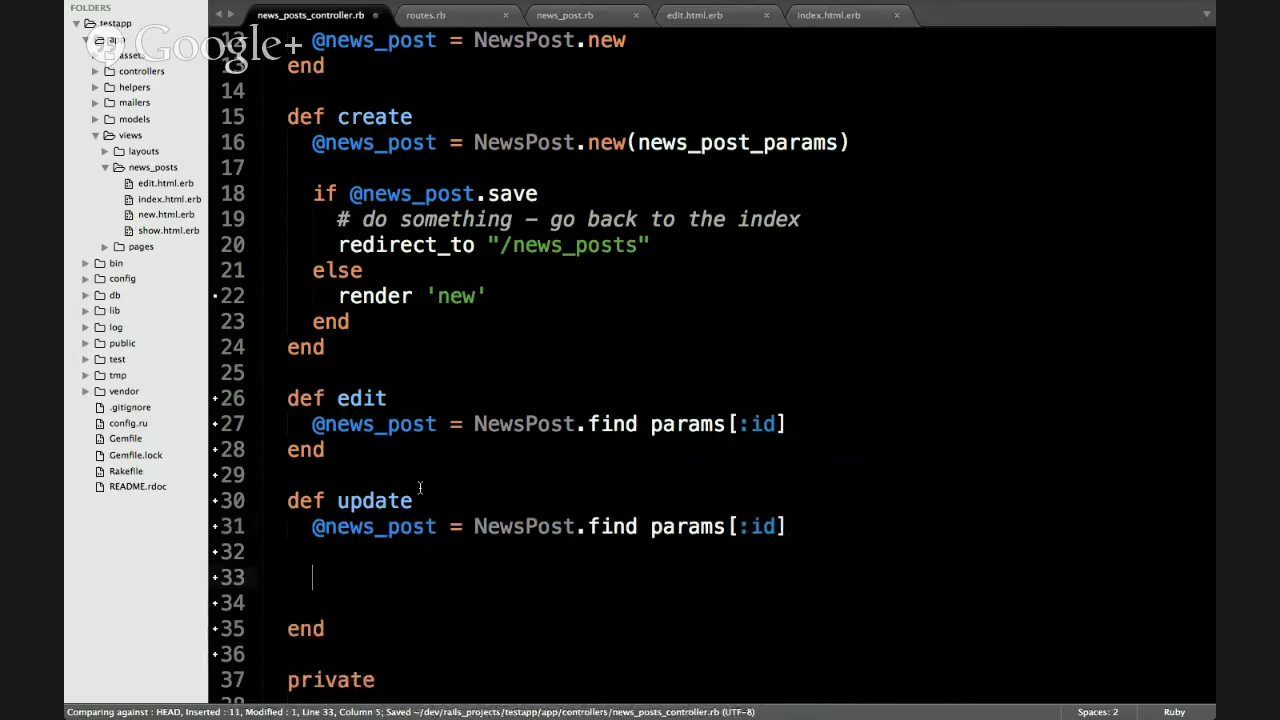 FOLDERS
testapp
app
assets
controllers
helpers
mailers
models
views
layouts
news_posts
edit.html.erb
index.html.erb
new.html.erb
show.html.erb
pages
bin
config
db
lib
log
public
test
tmp
vendor
.gitignore
config.ru
Gemfile
Gemfile.lock
Rakefile
README.rdoc
Google+
news_posts_controller.rb
routes.rb
news_post.rb
edit.html.erb
index.html.erb
12 @news_post = NewsPost.new
13 end
14
15 def create
16 @news_post = NewsPost.new(news_post_params)
17
18 if @news_post.save
19 # do something – go back to the index
20 redirect_to "/news_posts"
21 else
22 render 'new'
23 end
24 end
25
26 def edit
27 @news_post = NewsPost.find params[:id]
28 end
29
30 def update
31 @news_post = NewsPost.find params[:id]
32
33
34
35 end
36
37 private
38
Comparing against : HEAD, Inserted : 11, Modified : 1, Line 33, Column 5; Saved ~/dev/rails_projects/testapp/app/controllers/news_posts_controller.rb (UTF-8)
Spaces: 2
Ruby